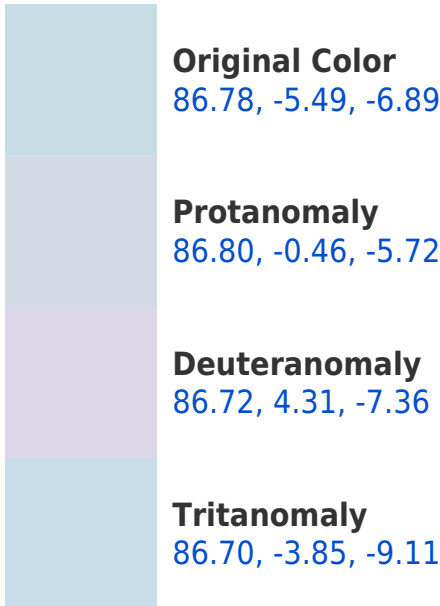 Original Color
86.78, -5.49, -6.89
Protanomaly
86.80, -0.46, -5.72
Deuteranomaly
86.72, 4.31, -7.36
Tritanomaly
86.70, -3.85, -9.11